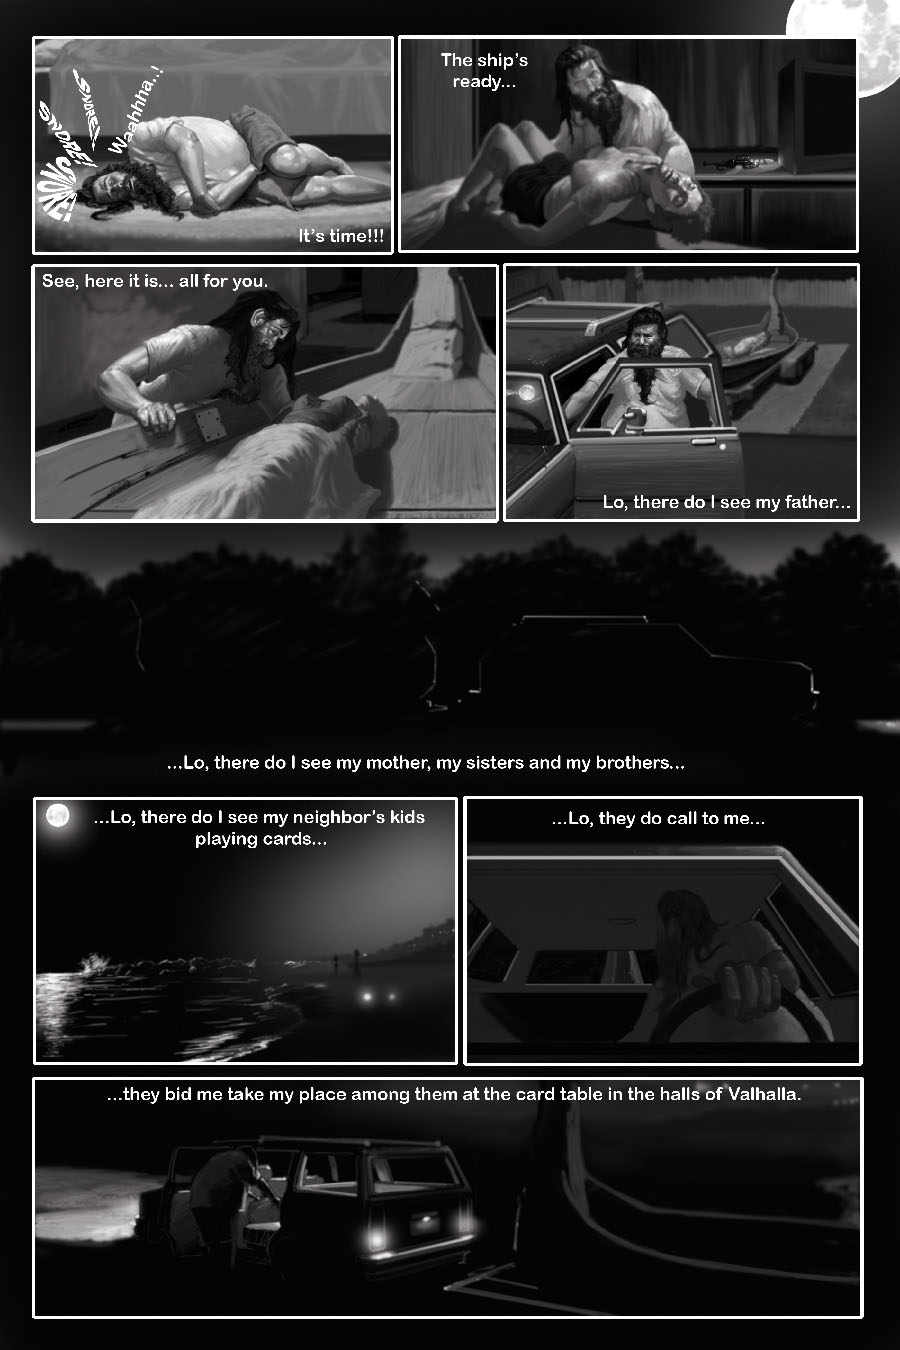 SNORE!
SNORE!
SNORE!
Waahhha...!
It's time!!!
The ship's
ready...
See, here it is... all for you.
Lo, there do I see my father...
...Lo, there do I see my mother, my sisters and my brothers...
...Lo, there do I see my neighbor's kids
playing cards...
...Lo, they do call to me...
...they bid me take my place among them at the card table in the halls of Valhalla.